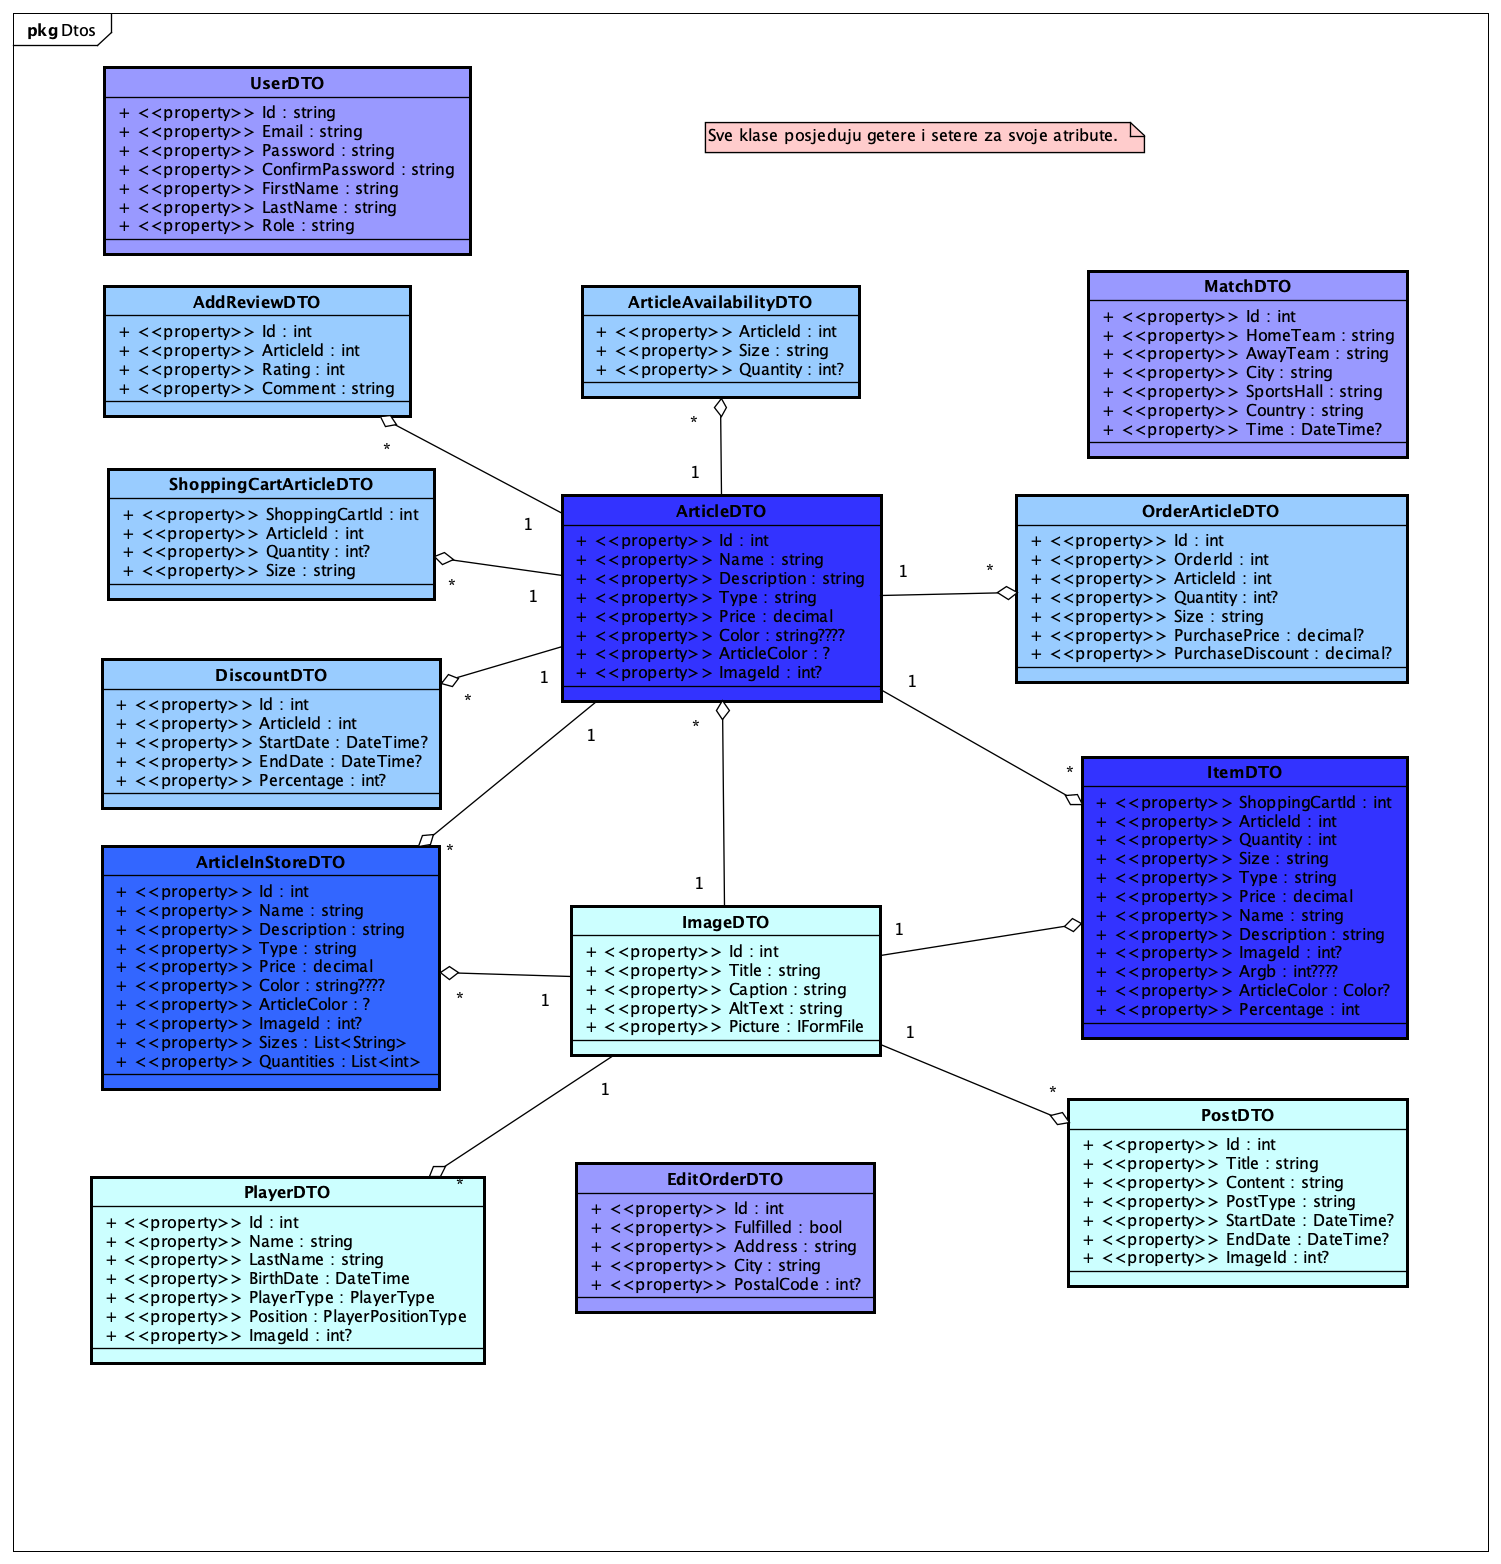 pkg Dtos
UserDTO
+ <<property>> Id : string
+ <<property>> Email : string
+ <<property>> Password : string
+ <<property>> ConfirmPassword : string
+ <<property>> FirstName : string
+ <<property>> LastName : string
+ <<property>> Role : string
Sve klase posjeduju getere i setere za svoje atribute.
AddReviewDTO
+ <<property>> Id : int
+ <<property>> ArticleId : int
+ <<property>> Rating : int
+ <<property>> Comment : string
*
1
ArticleAvailabilityDTO
+ <<property>> ArticleId : int
+ <<property>> Size : string
+ <<property>> Quantity : int?
*
1
MatchDTO
+ <<property>> Id : int
+ <<property>> HomeTeam : string
+ <<property>> AwayTeam : string
+ <<property>> City : string
+ <<property>> SportsHall : string
+ <<property>> Country : string
+ <<property>> Time : DateTime?
ShoppingCartArticleDTO
+ <<property>> ShoppingCartId : int
+ <<property>> ArticleId : int
+ <<property>> Quantity : int?
+ <<property>> Size : string
*
1
ArticleDTO
+ <<property>> Id : int
+ <<property>> Name : string
+ <<property>> Description : string
+ <<property>> Type : string
+ <<property>> Price : decimal
+ <<property>> Color : string????
+ <<property>> ArticleColor : ?
+ <<property>> ImageId : int?
1
*
OrderArticleDTO
+ <<property>> Id : int
+ <<property>> OrderId : int
+ <<property>> ArticleId : int
+ <<property>> Quantity : int?
+ <<property>> Size : string
+ <<property>> PurchasePrice : decimal?
+ <<property>> PurchaseDiscount : decimal?
DiscountDTO
+ <<property>> Id : int
+ <<property>> ArticleId : int
+ <<property>> StartDate : DateTime?
+ <<property>> EndDate : DateTime?
+ <<property>> Percentage : int?
*
1
1
*
*
1
1
*
ItemDTO
+ <<property>> ShoppingCartId : int
+ <<property>> ArticleId : int
+ <<property>> Quantity : int
+ <<property>> Size : string
+ <<property>> Type : string
+ <<property>> Price : decimal
+ <<property>> Name : string
+ <<property>> Description : string
+ <<property>> ImageId : int?
+ <<property>> Argb : int????
+ <<property>> ArticleColor : Color?
+ <<property>> Percentage : int
ArticleInStoreDTO
+ <<property>> Id : int
+ <<property>> Name : string
+ <<property>> Description : string
+ <<property>> Type : string
+ <<property>> Price : decimal
+ <<property>> Color : string????
+ <<property>> ArticleColor : ?
+ <<property>> ImageId : int?
+ <<property>> Sizes : List<String>
+ <<property>> Quantities : List<int>
*
1
ImageDTO
+ <<property>> Id : int
+ <<property>> Title : string
+ <<property>> Caption : string
+ <<property>> AltText : string
+ <<property>> Picture : IFormFile
1
1
*
1
*
PlayerDTO
+ <<property>> Id : int
+ <<property>> Name : string
+ <<property>> LastName : string
+ <<property>> BirthDate : DateTime
+ <<property>> PlayerType : PlayerType
+ <<property>> Position : PlayerPositionType
+ <<property>> ImageId : int?
EditOrderDTO
+ <<property>> Id : int
+ <<property>> Fulfilled : bool
+ <<property>> Address : string
+ <<property>> City : string
+ <<property>> PostalCode : int?
PostDTO
+ <<property>> Id : int
+ <<property>> Title : string
+ <<property>> Content : string
+ <<property>> PostType : string
+ <<property>> StartDate : DateTime?
+ <<property>> EndDate : DateTime?
+ <<property>> ImageId : int?